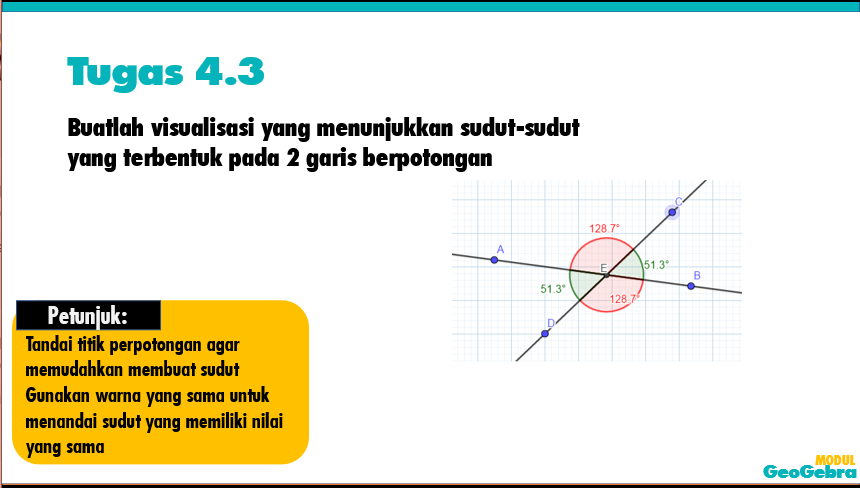 Tugas 4.3
Buatlah visualisasi yang menunjukkan sudut-sudut
yang terbentuk pada 2 garis berpotongan
C
128.7°
A
E
51.3°
B
51.3°
128.7°
D
Petunjuk:
Tandai titik perpotongan agar
memudahkan membuat sudut
Gunakan warna yang sama untuk
menandai sudut yang memiliki nilai
yang sama
MODUL
GeoGebra